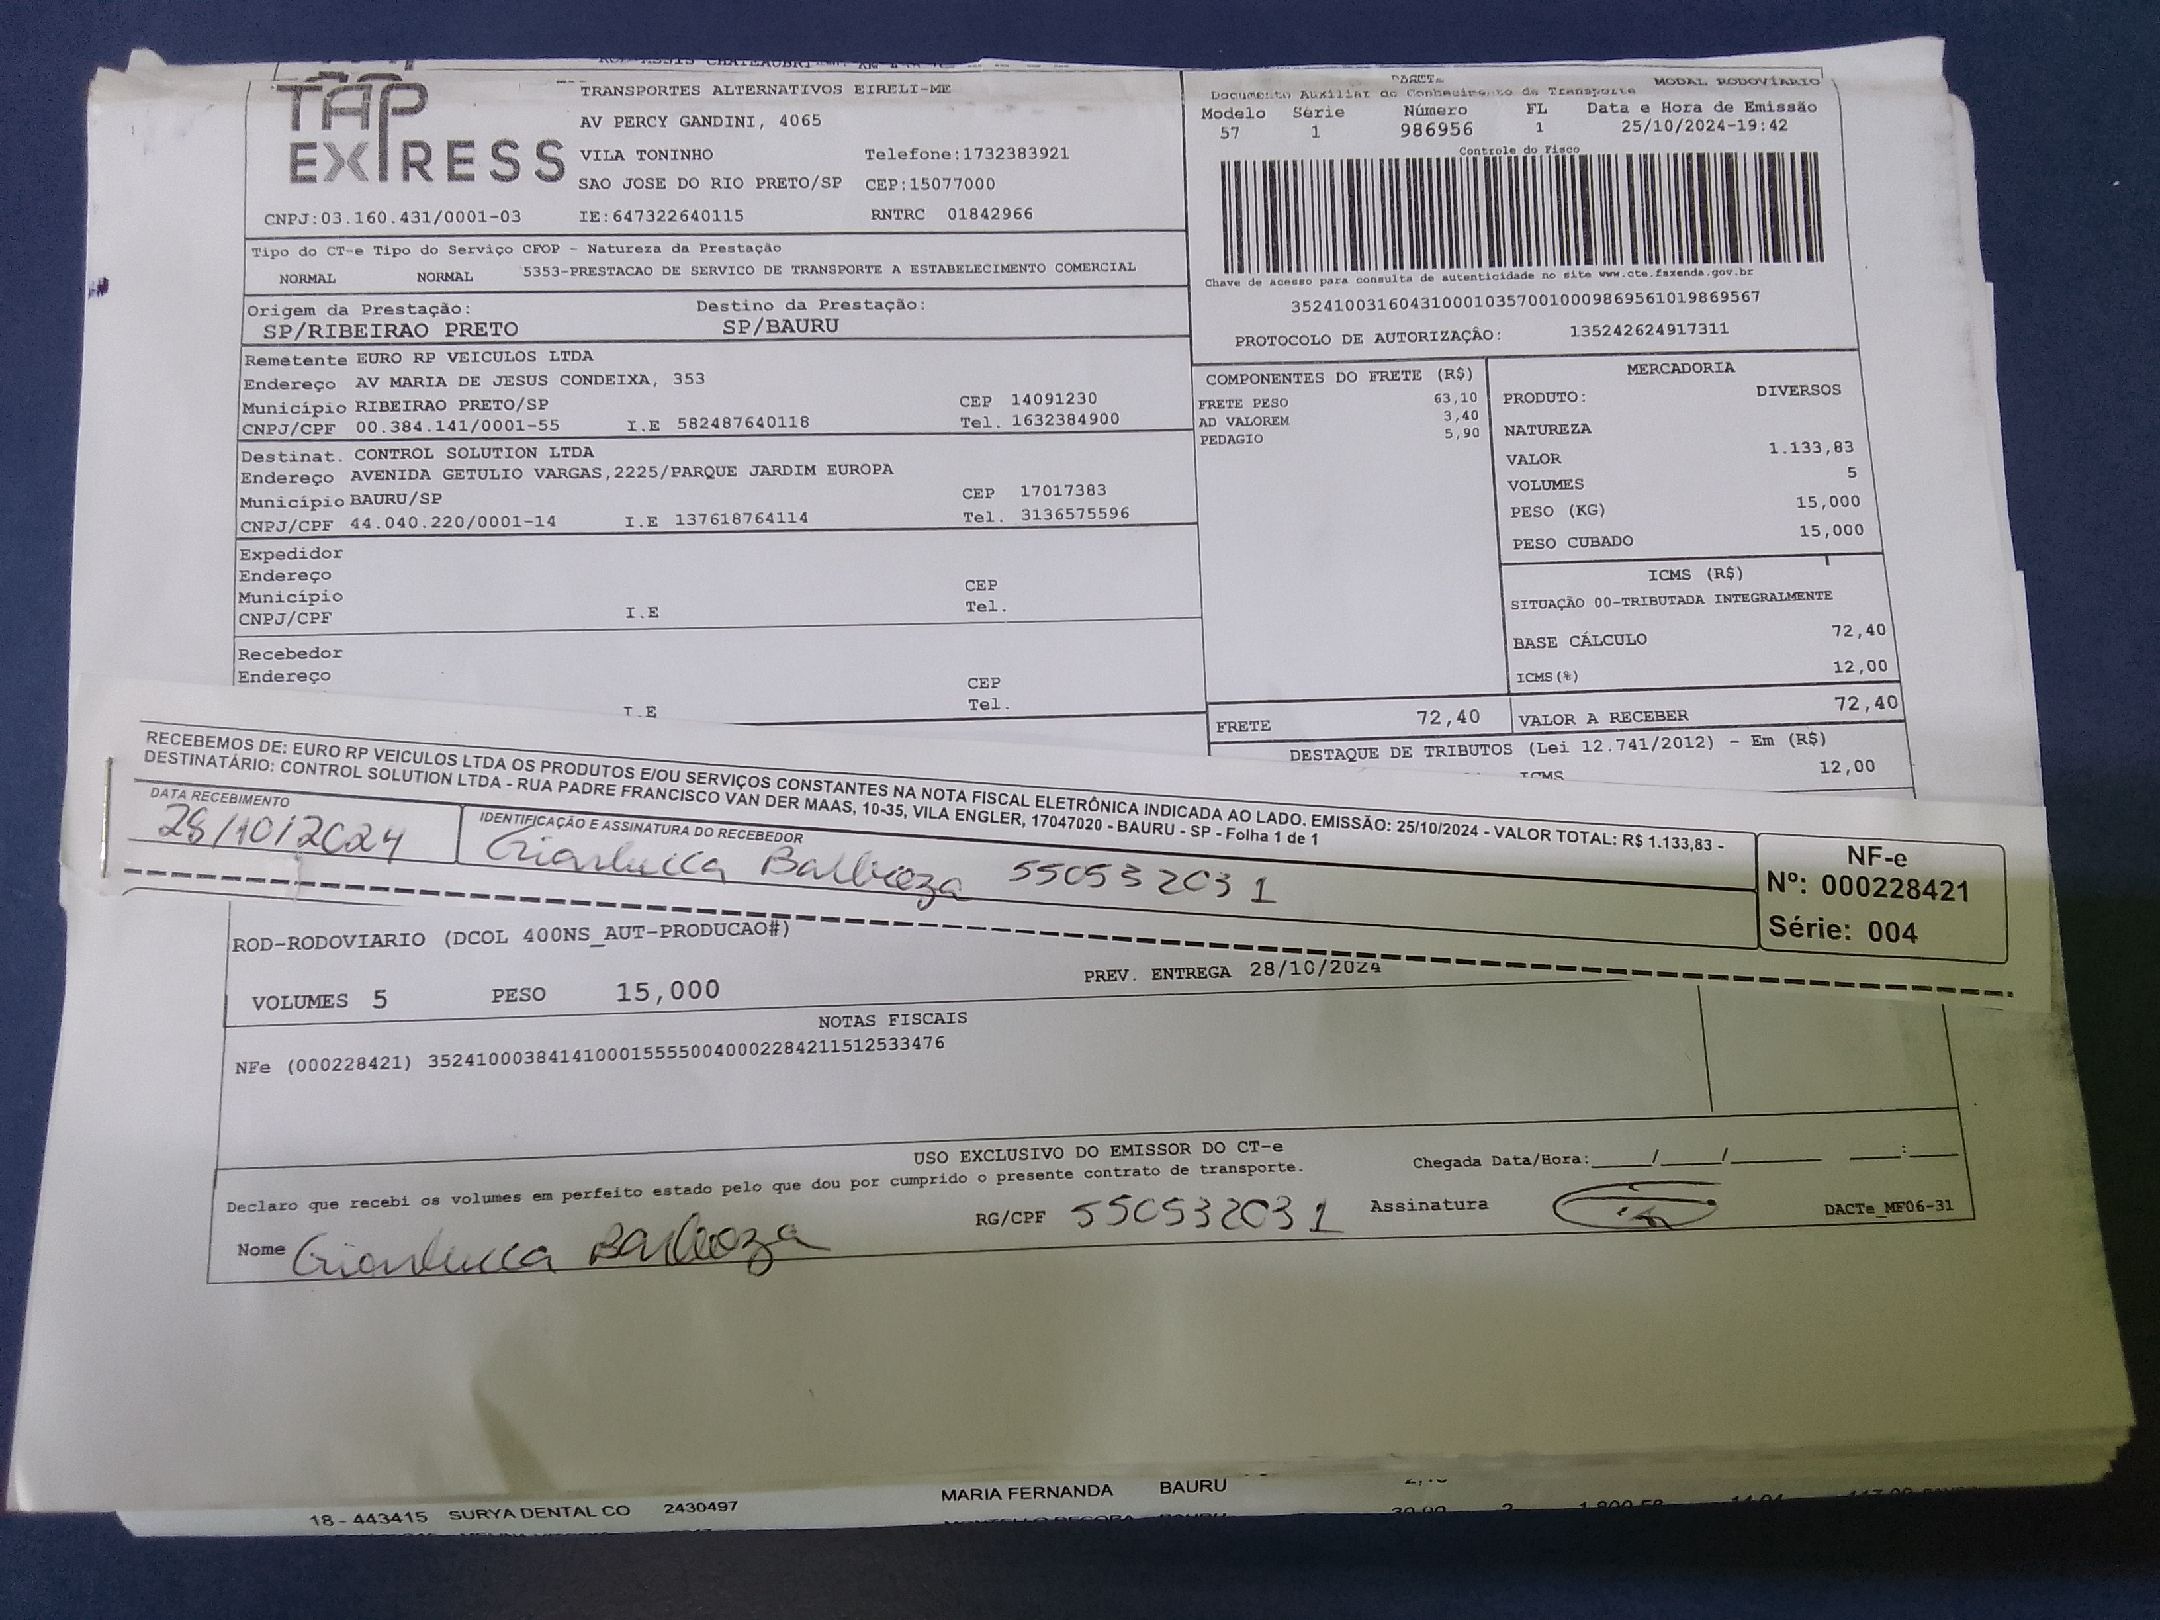 TAP
EXPRESS
TRANSPORTES ALTERNATIVOS EIRELI-ME
AV PERCY GANDINI, 4065
VILA TONINHO Telefone:1732383921
SAO JOSE DO RIO PRETO/SP CEP:15077000
CNPJ:03.160.431/0001-03 IE:647322640115 RNTRC 01842966
DACTe MODAL RODOVIARIO
Documento Auxiliar do Conhecimento de Transporte
Modelo Série Número FL Data e Hora de Emissão
57 1 986956 1 25/10/2024-19:42
Controle do Fisco
Chave de acesso para consulta de autenticidade no site www.cte.fazenda.gov.br
35241003160431000103570010009869561019869567
PROTOCOLO DE AUTORIZAÇÂO: 135242624917311
Tipo do CT-e Tipo do Serviço CFOP - Natureza da Prestação
NORMAL NORMAL 5353-PRESTACAO DE SERVICO DE TRANSPORTE A ESTABELECIMENTO COMERCIAL
Origem da Prestação: Destino da Prestação:
SP/RIBEIRAO PRETO SP/BAURU
Remetente EURO RP VEICULOS LTDA
Endereço AV MARIA DE JESUS CONDEIXA, 353
Município RIBEIRAO PRETO/SP CEP 14091230
CNPJ/CPF 00.384.141/0001-55 I.E 582487640118 Tel. 1632384900
Destinat. CONTROL SOLUTION LTDA
Endereço AVENIDA GETULIO VARGAS,2225/PARQUE JARDIM EUROPA
Município BAURU/SP CEP 17017383
CNPJ/CPF 44.040.220/0001-14 I.E 137618764114 Tel. 3136575596
Expedidor
Endereço
Município CEP
CNPJ/CPF I.E Tel.
Recebedor
Endereço
CEP
I.E Tel.
COMPONENTES DO FRETE (R$)
FRETE PESO 63,10
AD VALOREM 3,40
PEDAGIO 5,90
MERCADORIA
PRODUTO: DIVERSOS
NATUREZA
VALOR 1.133,83
VOLUMES 5
PESO (KG) 15,000
PESO CUBADO 15,000
ICMS (R$)
SITUAÇÃO 00-TRIBUTADA INTEGRALMENTE
BASE CÁLCULO 72,40
ICMS(%) 12,00
FRETE 72,40 VALOR A RECEBER 72,40
DESTAQUE DE TRIBUTOS (Lei 12.741/2012) - Em (R$)
ICMS 12,00
RECEBEMOS DE: EURO RP VEICULOS LTDA OS PRODUTOS E/OU SERVIÇOS CONSTANTES NA NOTA FISCAL ELETRÔNICA INDICADA AO LADO. EMISSÃO: 25/10/2024 - VALOR TOTAL: R$ 1.133,83 -
DESTINATÁRIO: CONTROL SOLUTION LTDA - RUA PADRE FRANCISCO VAN DER MAAS, 10-35, VILA ENGLER, 17047020 - BAURU - SP - Folha 1 de 1
DATA RECEBIMENTO IDENTIFICAÇÃO E ASSINATURA DO RECEBEDOR
28/10/2024 Gianlucca Barboza 550532031
NF-e
Nº: 000228421
Série: 004
ROD-RODOVIARIO (DCOL 400NS_AUT-PRODUCAO#)
VOLUMES 5 PESO 15,000 PREV. ENTREGA 28/10/2024
NOTAS FISCAIS
NFe (000228421) 35241000384141000155550040002284211512533476
USO EXCLUSIVO DO EMISSOR DO CT-e
Declaro que recebi os volumes em perfeito estado pelo que dou por cumprido o presente contrato de transporte. Chegada Data/Hora:____/____/______ ___:___
Nome Gianlucca Barboza RG/CPF 550532031 Assinatura DACTe_MF06-31
MARIA FERNANDA BAURU
18 - 443415 SURYA DENTAL CO 2430497